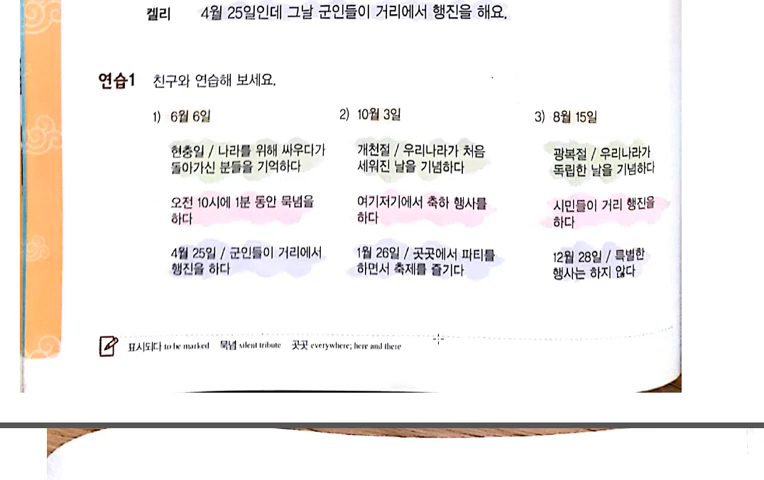 켈리 4월 25일인데 그날 군인들이 거리에서 행진을 해요.
연습1 친구와 연습해 보세요.
1) 6월 6일
현충일 / 나라를 위해 싸우다가
돌아가신 분들을 기억하다
오전 10시에 1분 동안 묵념을
하다
4월 25일 / 군인들이 거리에서
행진을 하다
2) 10월 3일
개천절 / 우리나라가 처음
세워진 날을 기념하다
여기저기에서 축하 행사를
하다
1월 26일 / 곳곳에서 파티를
하면서 축제를 즐기다
3) 8월 15일
광복절 / 우리나라가
독립한 날을 기념하다
시민들이 거리 행진을
하다
12월 28일 / 특별한
행사는 하지 않다
표시되다 to be marked 묵념 silent tribute 곳곳 everywhere; here and there